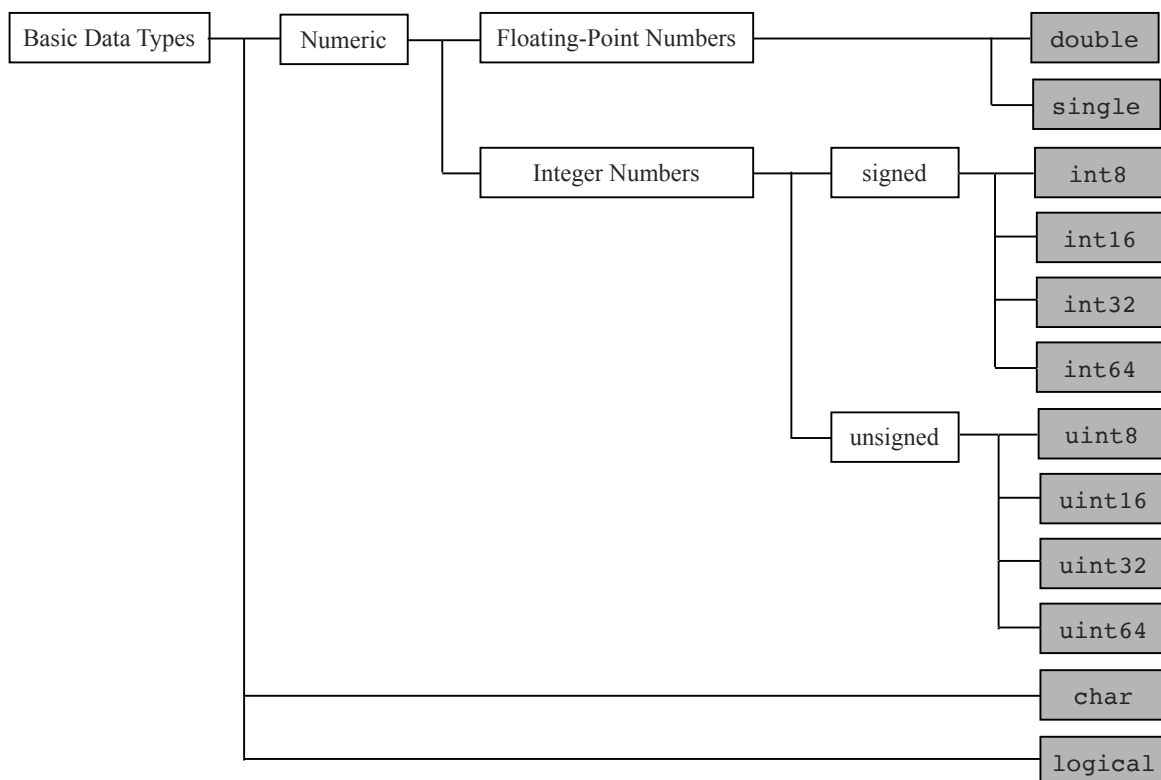 Basic Data Types
Numeric
Floating-Point Numbers
double
single
Integer Numbers
signed
int8
int16
int32
int64
unsigned
uint8
uint16
uint32
uint64
char
logical